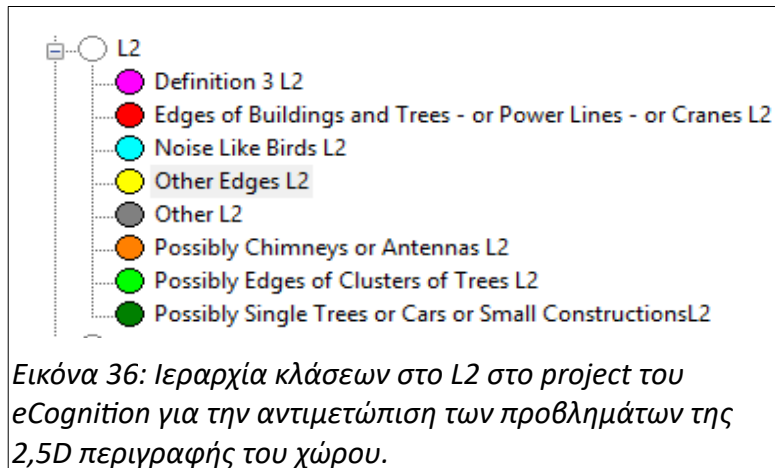 L2
Definition 3 L2
Edges of Buildings and Trees - or Power Lines - or Cranes L2
Noise Like Birds L2
Other Edges L2
Other L2
Possibly Chimneys or Antennas L2
Possibly Edges of Clusters of Trees L2
Possibly Single Trees or Cars or Small ConstructionsL2
Εικόνα 36: Ιεραρχία κλάσεων στο L2 στο project του
eCognition για την αντιμετώπιση των προβλημάτων της
2,5D περιγραφής του χώρου.